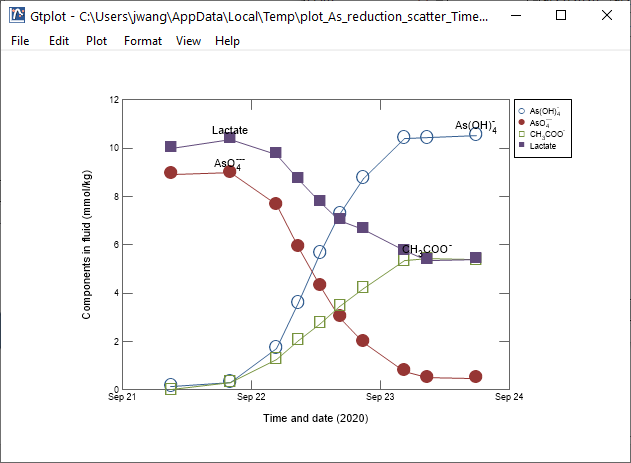 Gtplot - C:\Users\jwang\AppData\Local\Temp\plot_As_reduction_scatter_Time...
File Edit Plot Format View Help
12
10
8
6
4
2
0
Components in fluid (mmol/kg)
Lactate
AsO₄---
As(OH)₄-
CH₃COO-
As(OH)₄-
AsO₄---
CH₃COO-
Lactate
Sep 21 Sep 22 Sep 23 Sep 24
Time and date (2020)